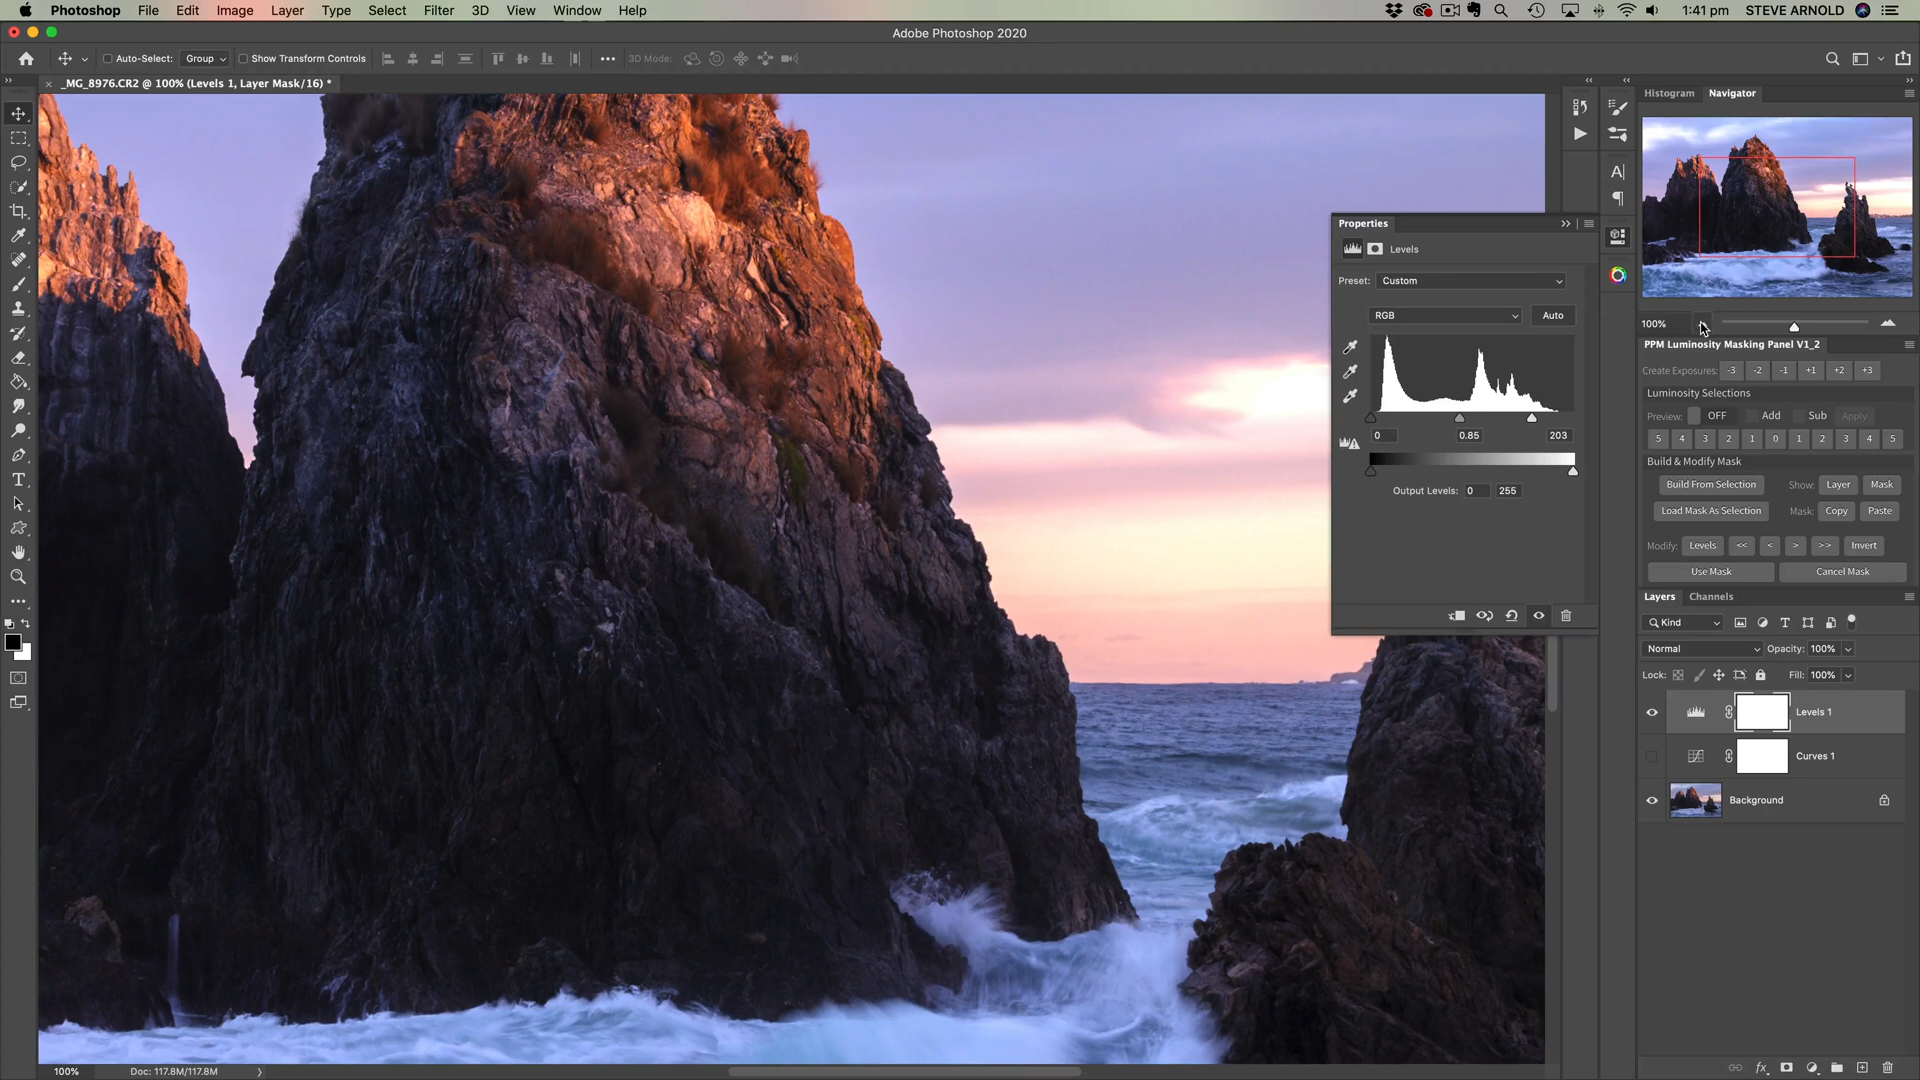 Photoshop File Edit Image Layer Type Select Filter 3D View Window Help 1:41 pm STEVE ARNOLD
Adobe Photoshop 2020
Auto-Select: Group Show Transform Controls 3D Mode:
_MG_8976.CR2 @ 100% (Levels 1, Layer Mask/16) *
Histogram Navigator
100%
Properties
Levels
Preset: Custom
RGB Auto
0 0.85 203
Output Levels: 0 255
PPM Luminosity Masking Panel V1_2
Create Exposures: -3 -2 -1 +1 +2 +3
Luminosity Selections
Preview: OFF Add Sub Apply
5 4 3 2 1 0 1 2 3 4 5
Build & Modify Mask
Build From Selection Show: Layer Mask
Load Mask As Selection Mask: Copy Paste
Modify: Levels << < > >> Invert
Use Mask Cancel Mask
Layers Channels
Kind
Normal Opacity: 100%
Lock: Fill: 100%
Levels 1
Curves 1
Background
100% Doc: 117.8M/117.8M